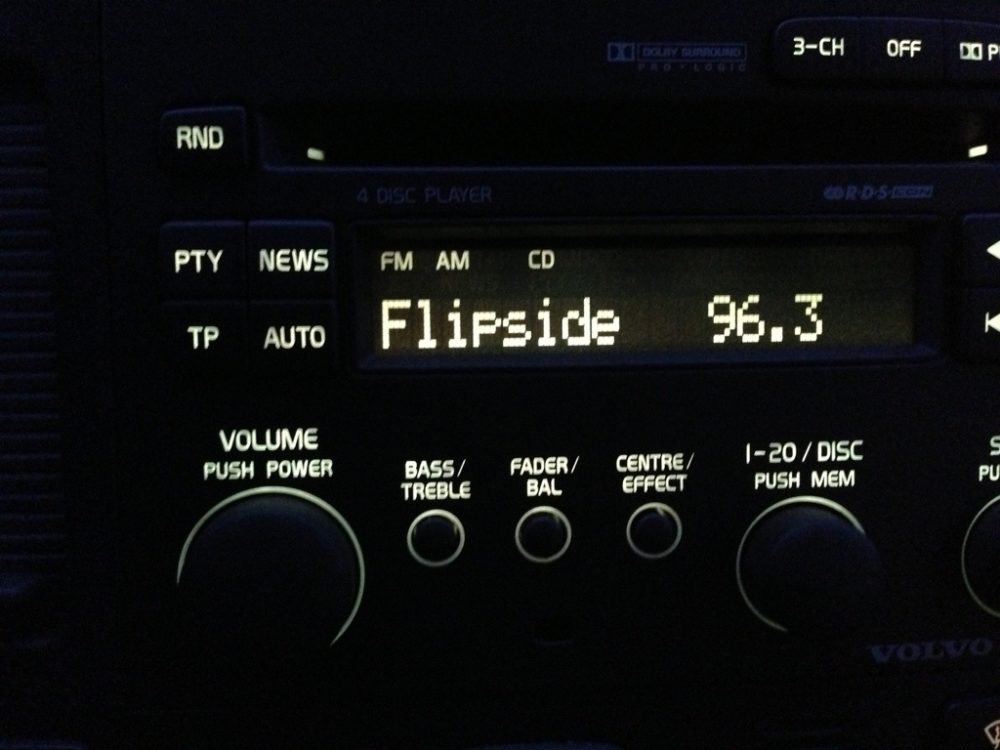 3-CH OFF
DOLBY SURROUND
PRO·LOGIC
RND
4 DISC PLAYER
R·D·S EON
PTY NEWS
FM AM CD
Flipside 96.3
TP AUTO
VOLUME
PUSH POWER
BASS/
TREBLE
FADER/
BAL
CENTRE/
EFFECT
1-20/DISC
PUSH MEM
VOLVO